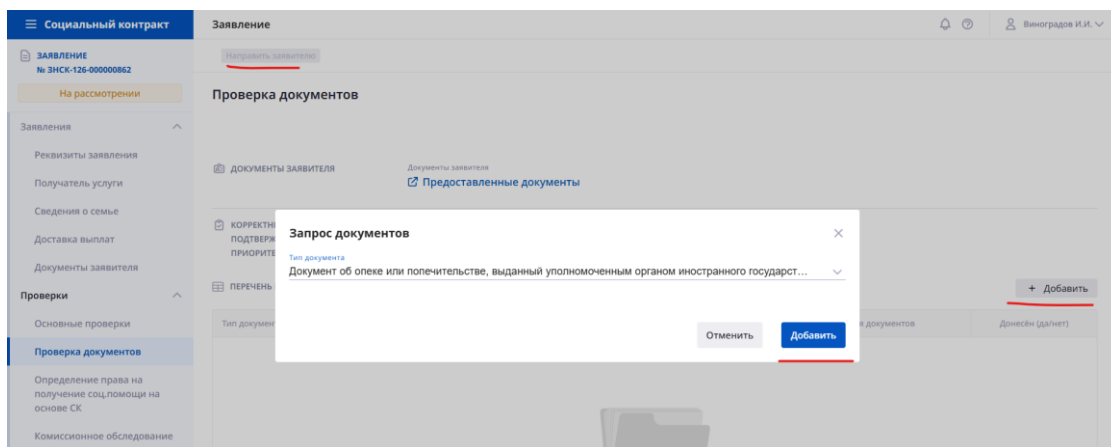 Социальный контракт
Заявление
Виноградов И.И.
ЗАЯВЛЕНИЕ
№ ЗНСК-126-000000862
На рассмотрении
Направить заявителю
Проверка документов
Заявления
Реквизиты заявления
Получатель услуги
Сведения о семье
Доставка выплат
Документы заявителя
Проверки
Основные проверки
Проверка документов
Определение права на
получение соц.помощи на
основе СК
Комиссионное обследование
ДОКУМЕНТЫ ЗАЯВИТЕЛЯ
Документы заявителя
Предоставленные документы
КОРРЕКТН
ПОДТВЕРЖ
ПРИОРИТЕ
Запрос документов
Тип документа
Документ об опеке или попечительстве, выданный уполномоченным органом иностранного государст...
Отменить
Добавить
ПЕРЕЧЕНЬ
+ Добавить
Тип докумен
документов
Донесён (да/нет)